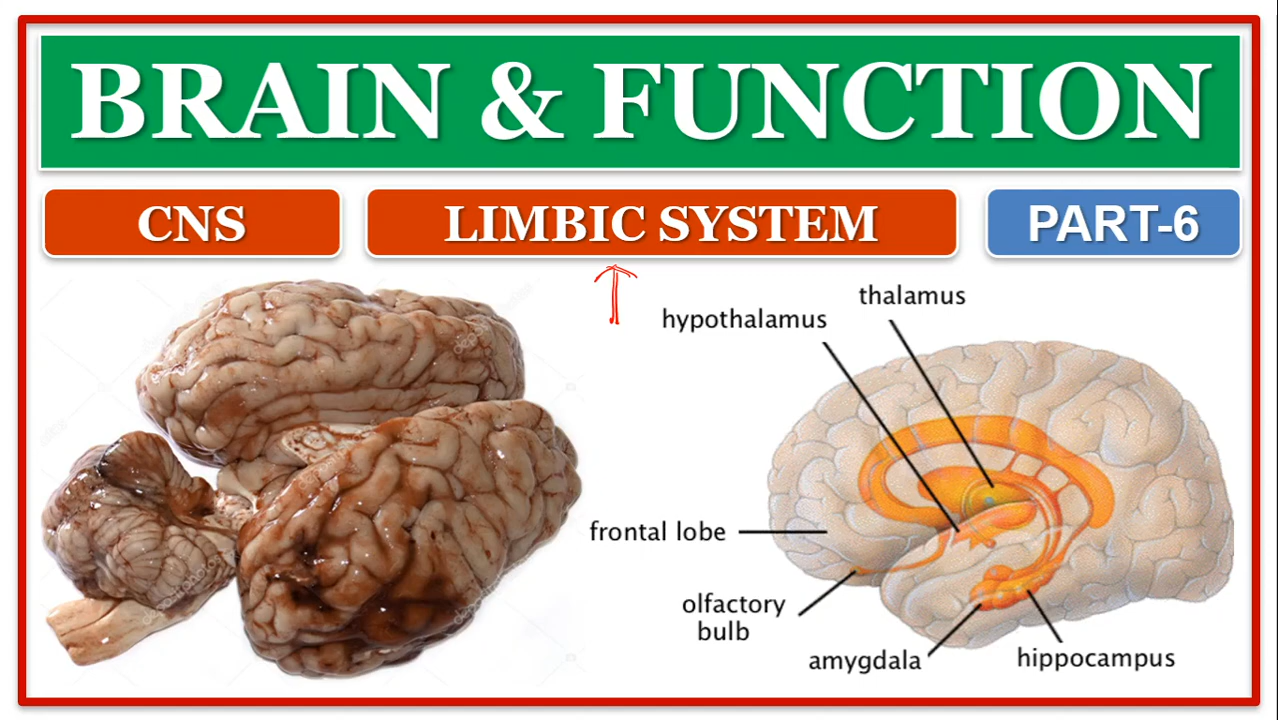 BRAIN & FUNCTION
CNS
LIMBIC SYSTEM
PART-6
thalamus
hypothalamus
frontal lobe
olfactory
bulb
amygdala
hippocampus